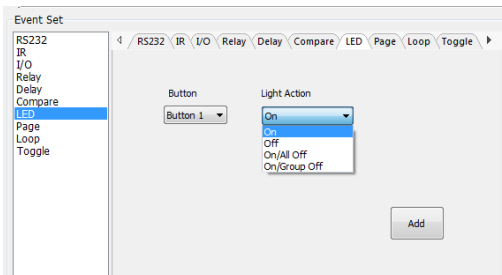 Event Set
RS232
IR
I/O
Relay
Delay
Compare
LED
Page
Loop
Toggle
RS232 IR I/O Relay Delay Compare LED Page Loop Toggle
Button Light Action
Button 1 On
On
Off
On/All Off
On/Group Off
Add